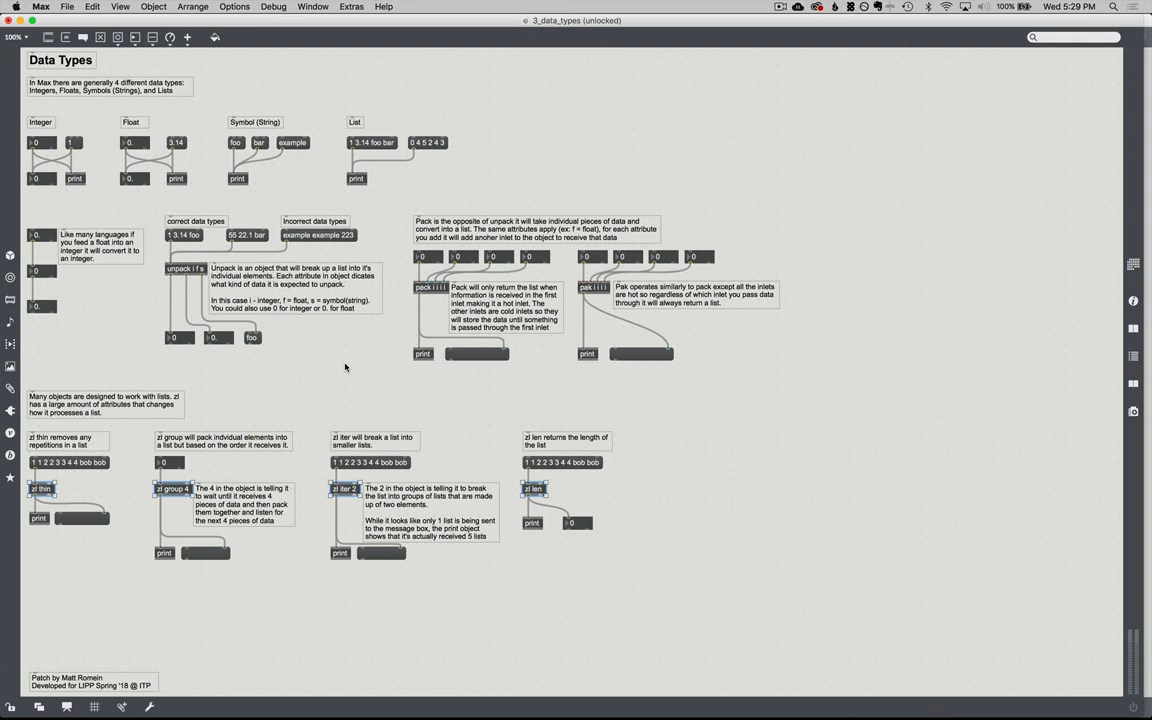 Max File Edit View Object Arrange Options Debug Window Extras Help 100% Wed 5:29 PM
3_data_types (unlocked)
100%
Data Types
In Max there are generally 4 different data types:
Integers, Floats, Symbols (Strings), and Lists
Integer
Float
Symbol (String)
List
0
1
0.
3.14
foo
bar
example
1 3.14 foo bar
0 4 5 2 4 3
0
print
0.
print
print
print
0.
0
0.
Like many languages if
you feed a float into an
integer it will convert it to
an integer.
correct data types
Incorrect data types
1 3.14 foo
55 22.1 bar
example example 223
unpack i f s
Unpack is an object that will break up a list into it's
individual elements. Each attribute in object dicates
what kind of data it is expected to unpack.
In this case i - integer, f = float, s = symbol(string).
You could also use 0 for integer or 0. for float
0
0.
foo
Pack is the opposite of unpack it will take individual pieces of data and
convert it into a list. The same attributes apply (ex: f = float), for each attribute
you add it will add anoher inlet to the object to receive that data
0
0
0
0
pack i i i i
Pack will only return the list when
information is received in the first
inlet making it a hot inlet. The
other inlets are cold inlets so they
will store the data until something
is passed through the first inlet
print
0
0
0
0
pak i i i i
Pak operates similarly to pack except all the inlets
are hot so regardless of which inlet you pass data
through it will always return a list.
print
Many objects are designed to work with lists. zl
has a large amount of attributes that changes
how it processes a list.
zl thin removes any
repetitions in a list
1 1 2 2 3 3 4 4 bob bob
zl thin
print
zl group will pack indvidual elements into
a list but based on the order it receives it.
0
zl group 4
The 4 in the object is telling it
to wait until it receives 4
pieces of data and then pack
them together and listen for
the next 4 pieces of data
print
zl iter will break a list into
smaller lists.
1 1 2 2 3 3 4 4 bob bob
zl iter 2
The 2 in the object is telling it to break
the list into groups of lists that are made
up of two elements.
While it looks like only 1 list is being sent
to the message box, the print object
shows that it's actually received 5 lists
print
zl len returns the length of
the list
1 1 2 2 3 3 4 4 bob bob
zl len
print
0
Patch by Matt Romein
Developed for LIPP Spring '18 @ ITP